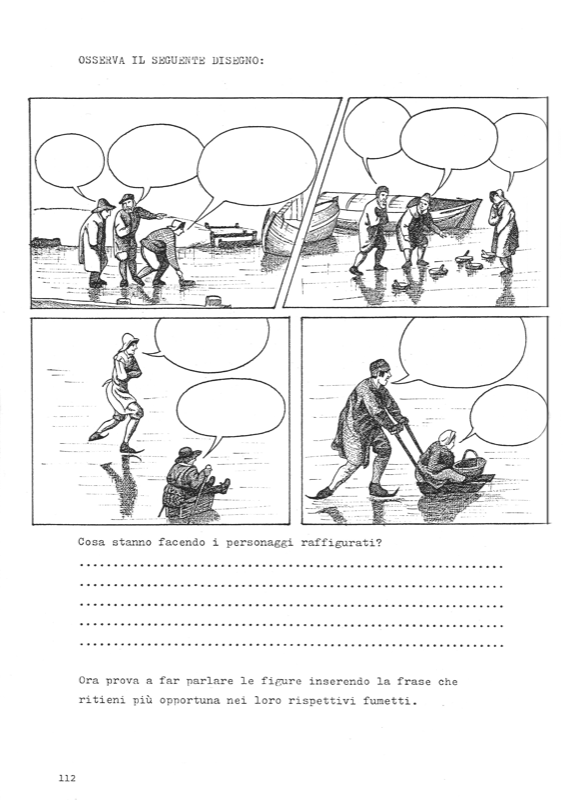 OSSERVA IL SEGUENTE DISEGNO:
Cosa stanno facendo i personaggi raffigurati?
................................................................
................................................................
................................................................
................................................................
................................................................
Ora prova a far parlare le figure inserendo la frase che
ritieni più opportuna nei loro rispettivi fumetti.
112